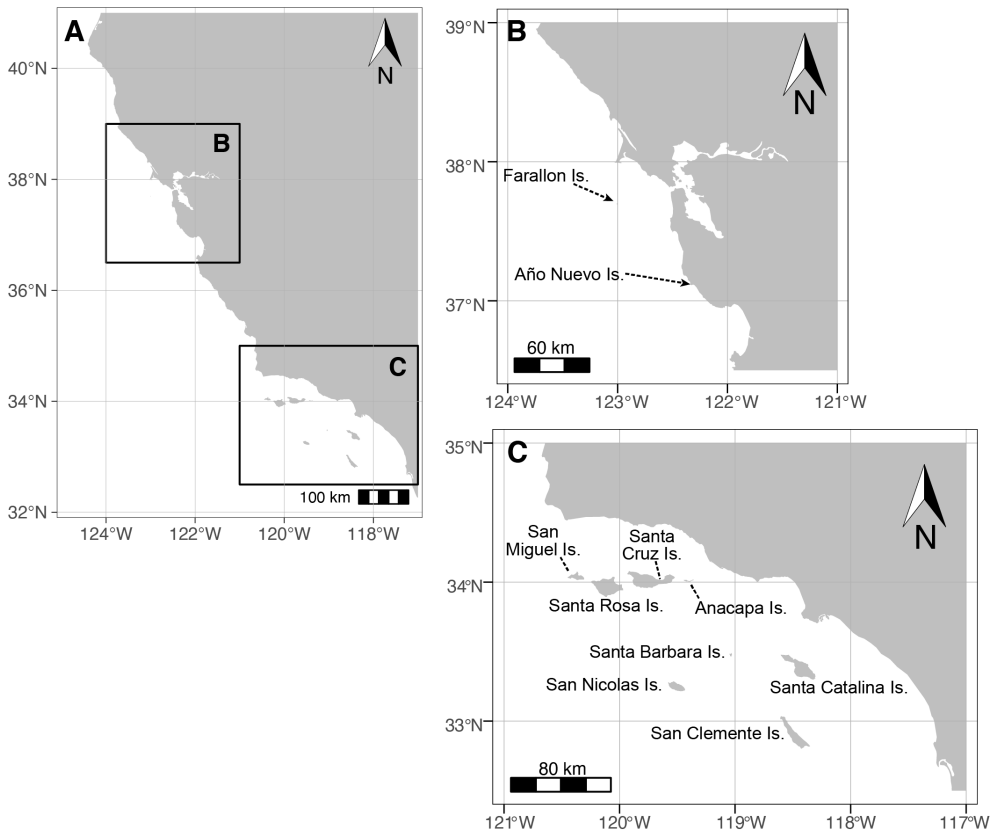 A
N
40°N
38°N
36°N
34°N
32°N
B
C
100 km
124°W
122°W
120°W
118°W
B
N
39°N
38°N
37°N
Farallon Is.
Año Nuevo Is.
60 km
124°W
123°W
122°W
121°W
C
N
35°N
34°N
33°N
San
Miguel Is.
Santa
Cruz Is.
Santa Rosa Is.
Anacapa Is.
Santa Barbara Is.
San Nicolas Is.
Santa Catalina Is.
San Clemente Is.
80 km
121°W
120°W
119°W
118°W
117°W